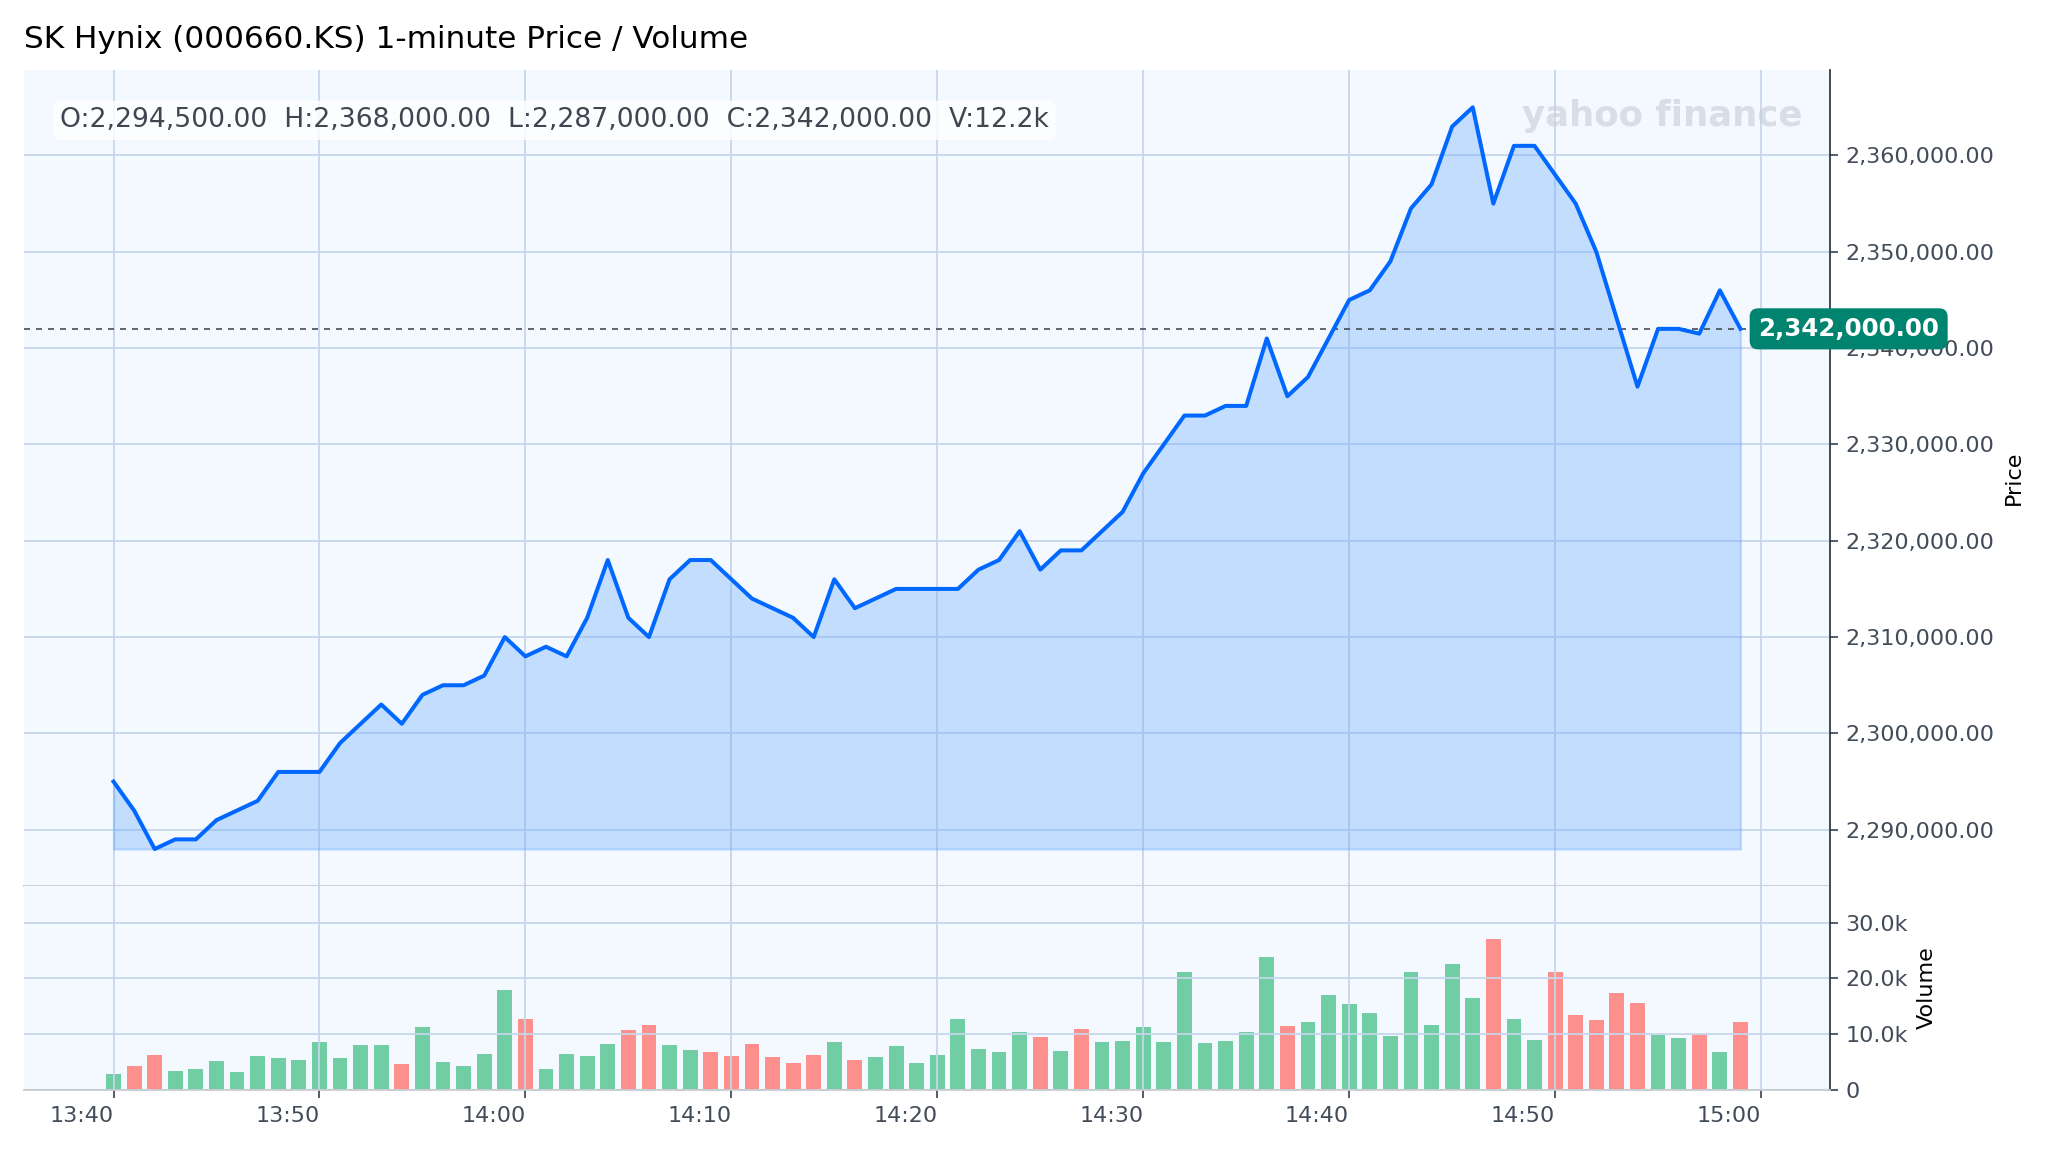 SK Hynix (000660.KS) 1-minute Price / Volume
O:2,294,500.00 H:2,368,000.00 L:2,287,000.00 C:2,342,000.00 V:12.2k
yahoo finance
2,360,000.00
2,350,000.00
2,342,000.00
2,340,000.00
2,330,000.00
Price
2,320,000.00
2,310,000.00
2,300,000.00
2,290,000.00
30.0k
20.0k
Volume
10.0k
0
13:40 13:50 14:00 14:10 14:20 14:30 14:40 14:50 15:00